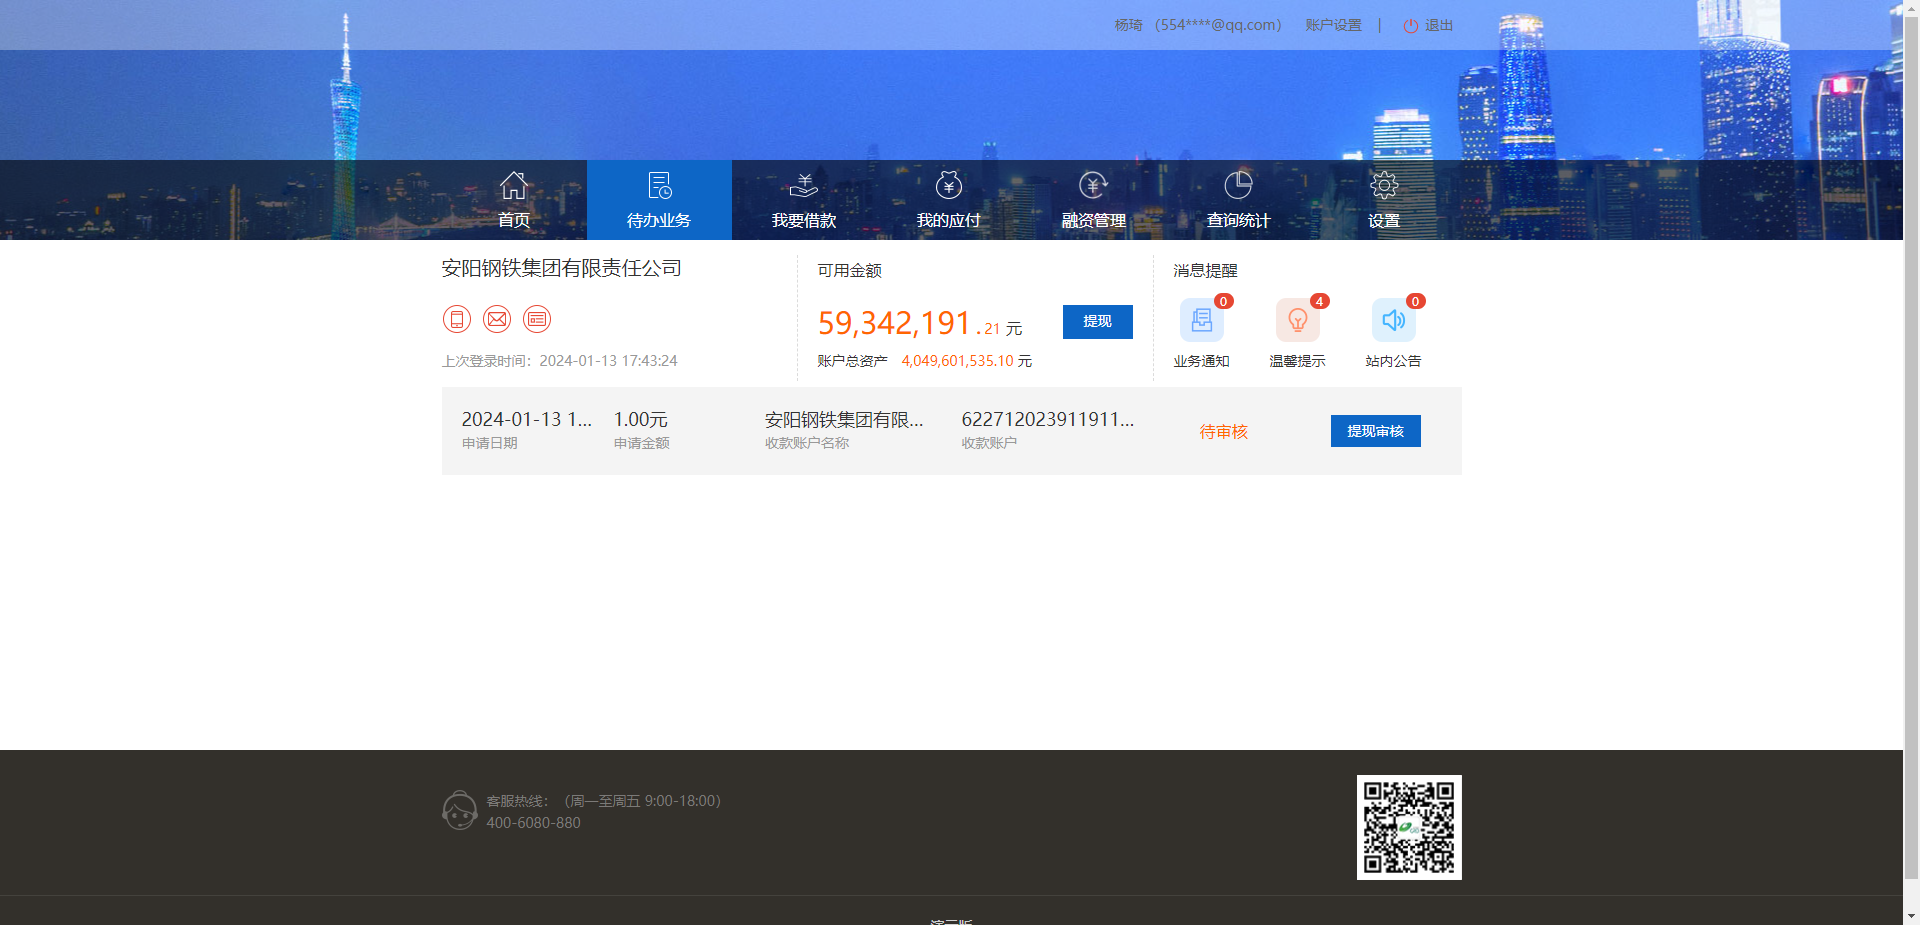 杨琦 （554****@qq.com） 账户设置 | 退出
首页 待办业务 我要借款 我的应付 融资管理 查询统计 设置
安阳钢铁集团有限责任公司
上次登录时间：2024-01-13 17:43:24
可用金额
59,342,191.21 元
提现
账户总资产 4,049,601,535.10 元
消息提醒
0 4 0
业务通知 温馨提示 站内公告
2024-01-13 1... 1.00元 安阳钢铁集团有限... 622712023911911...
申请日期 申请金额 收款账户名称 收款账户
待审核
提现审核
客服热线：（周一至周五 9:00-18:00）
400-6080-880